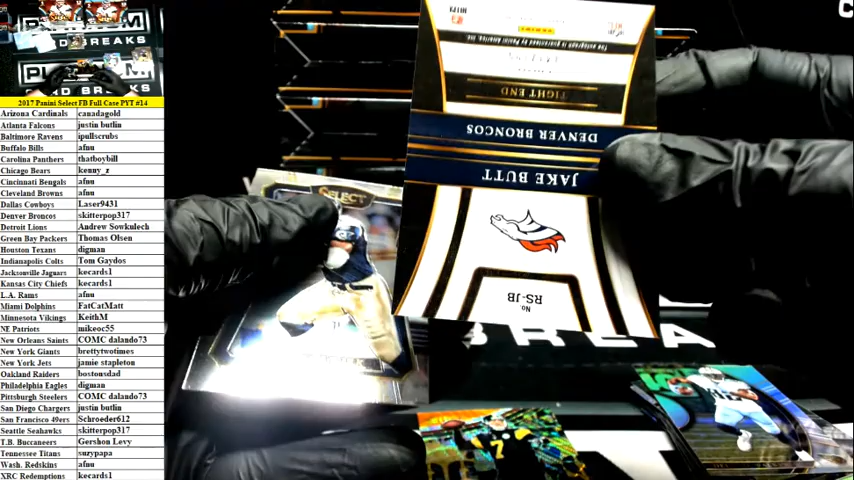 2017 Panini Select FB Full Case PYT #14
Arizona Cardinals canadagold
Atlanta Falcons justin butlin
Baltimore Ravens ipullscrubs
Buffalo Bills afnu
Carolina Panthers thatboybill
Chicago Bears kenny_z
Cincinnati Bengals afnu
Cleveland Browns afnu
Dallas Cowboys Laser9431
Denver Broncos skitterpop317
Detroit Lions Andrew Sowkulech
Green Bay Packers Thomas Olsen
Houston Texans digman
Indianapolis Colts Tom Gaydos
Jacksonville Jaguars kecards1
Kansas City Chiefs kecards1
L.A. Rams afnu
Miami Dolphins FatCatMatt
Minnesota Vikings KeithM
NE Patriots mikeoc55
New Orleans Saints COMC dalando73
New York Giants brettytwotimes
New York Jets jamie stapleton
Oakland Raiders bostonsdad
Philadelphia Eagles digman
Pittsburgh Steelers COMC dalando73
San Diego Chargers justin butlin
San Francisco 49ers Schroeder612
Seattle Seahawks skitterpop317
T.B. Buccaneers Gershon Levy
Tennessee Titans suzypapa
Wash. Redskins afnu
XRC Redemptions kecards1
No.
RS-JB
JAKE BUTT
DENVER BRONCOS
TIGHT END
SELECT
7